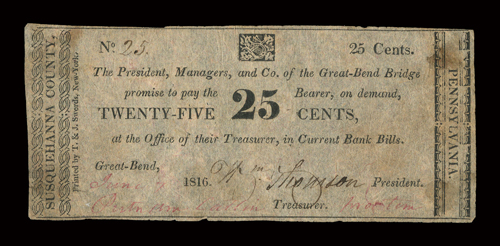 SUSQUEHANNA COUNTY,
Printed by T. & J. Swords, New-York.
No. 25. 25 Cents.
The President, Managers, and Co. of the Great-Bend Bridge
promise to pay the 25 Bearer, on demand,
TWENTY-FIVE CENTS,
at the Office of their Treasurer, in Current Bank Bills.
Great-Bend,
1816 Thomson President.
Treasurer.
PENNSYLVANIA.